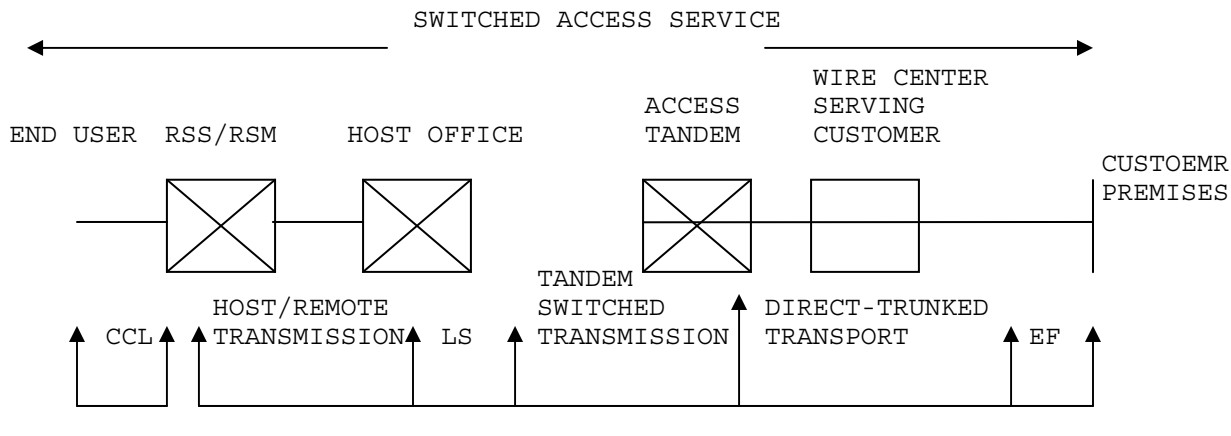 SWITCHED ACCESS SERVICE
WIRE CENTER
ACCESS SERVING
END USER RSS/RSM HOST OFFICE TANDEM CUSTOMER
CUSTOEMR
PREMISES
TANDEM
HOST/REMOTE SWITCHED DIRECT-TRUNKED
CCL TRANSMISSION LS TRANSMISSION TRANSPORT EF